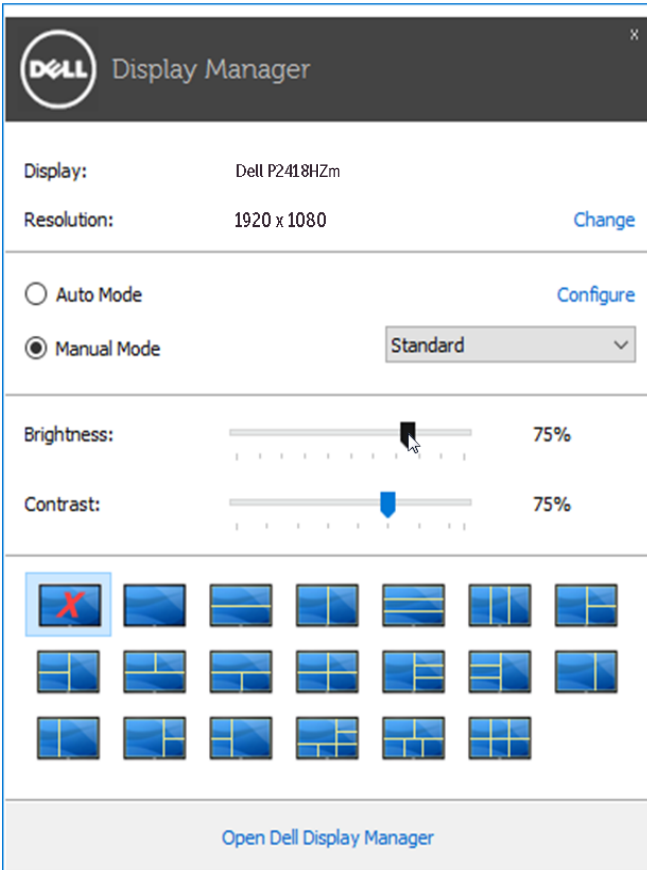 DELL Display Manager x
Display: Dell P2418HZm
Resolution: 1920 x 1080 Change
Auto Mode Configure
Manual Mode Standard
Brightness: 75%
Contrast: 75%
X
Open Dell Display Manager